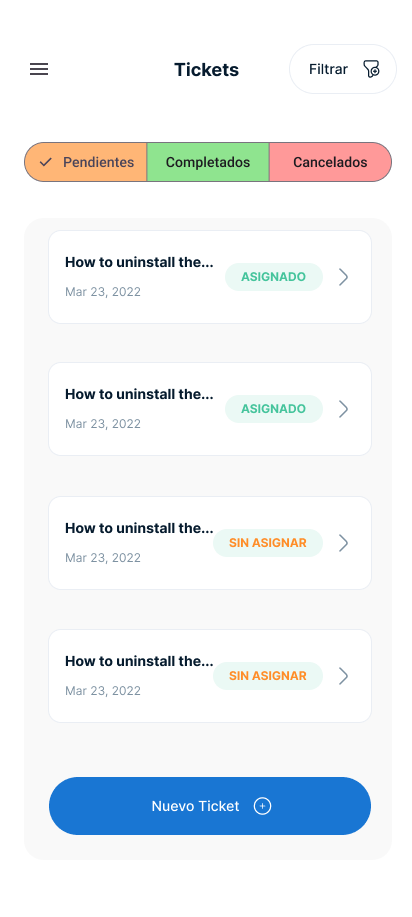 Tickets
Filtrar
Pendientes
Completados
Cancelados
How to uninstall the...
Mar 23, 2022
ASIGNADO
How to uninstall the...
Mar 23, 2022
ASIGNADO
How to uninstall the...
Mar 23, 2022
SIN ASIGNAR
How to uninstall the...
Mar 23, 2022
SIN ASIGNAR
Nuevo Ticket